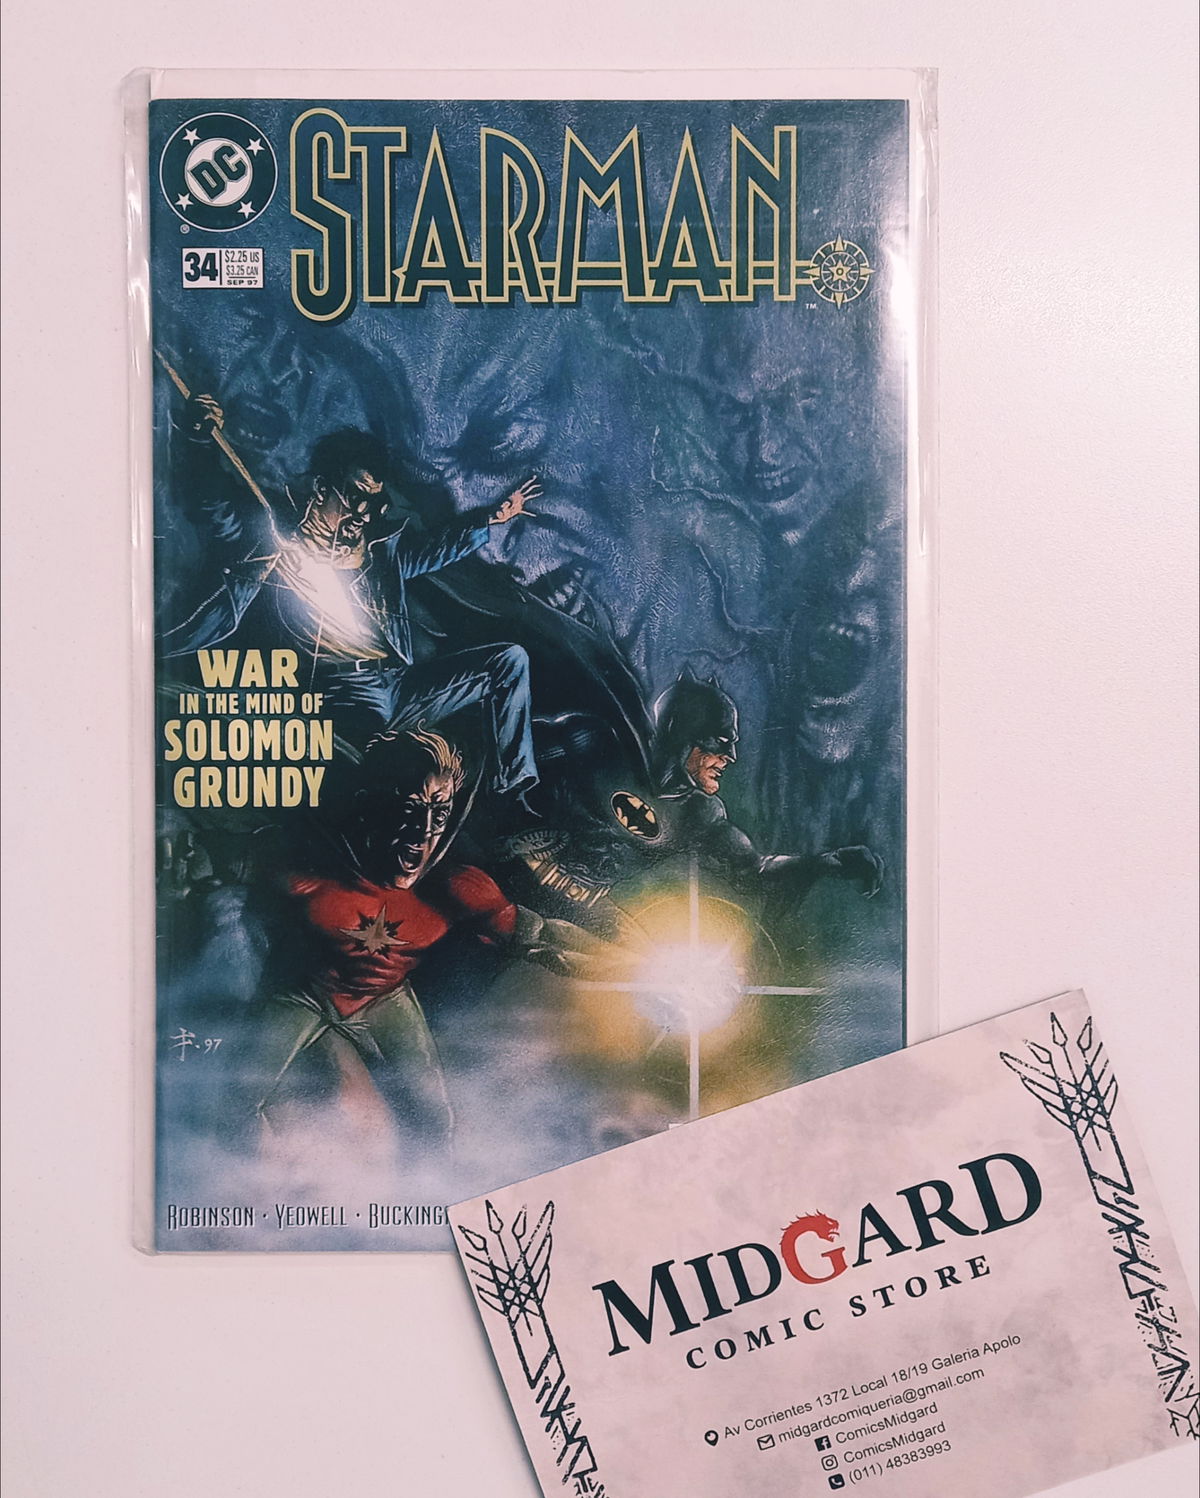 DC
STARMAN
TM
34
$2.25 US
$3.25 CAN
SEP 97
WAR
IN THE MIND OF
SOLOMON
GRUNDY
97
ROBINSON · YEOWELL ·
MIDGARD
COMIC STORE
Av Corrientes 1372 Local 18/19 Galeria Apolo
midgardcomiqueria@gmail.com
ComicsMidgard
ComicsMidgard
(011) 48383993